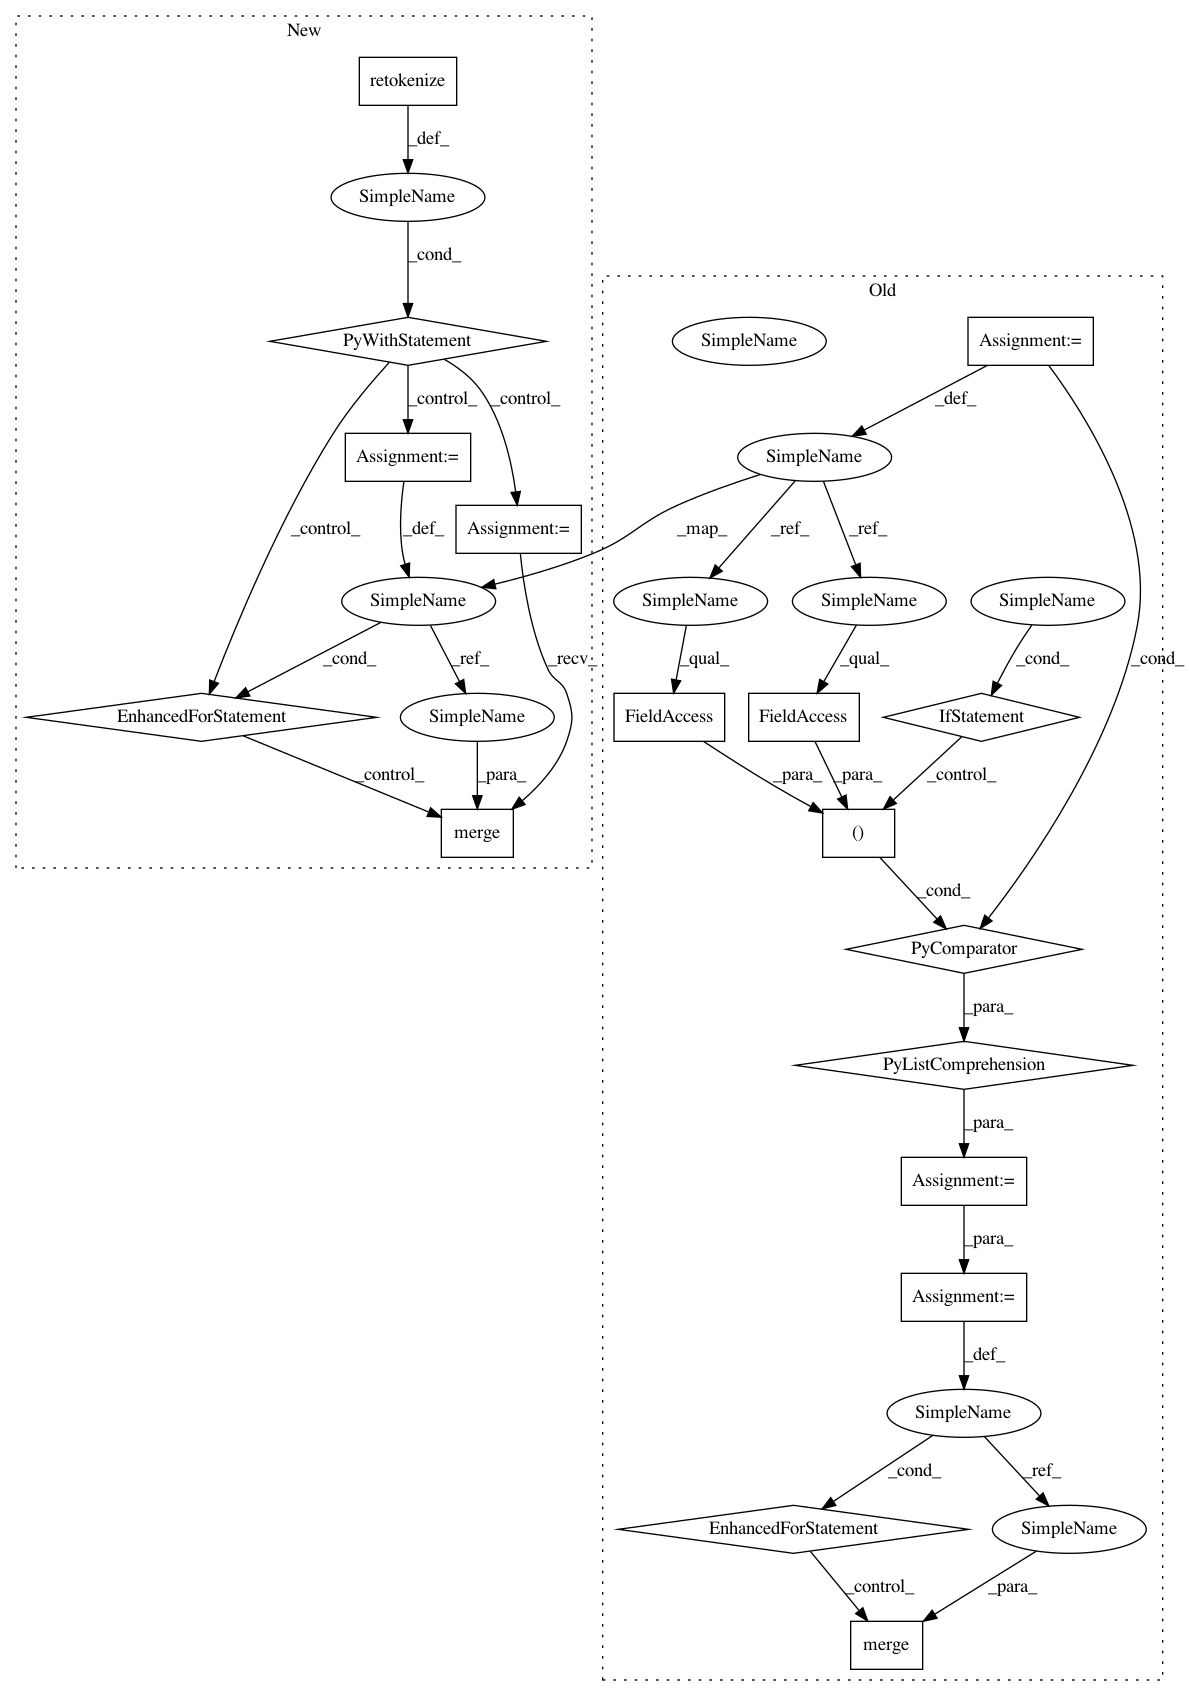 New
retokenize
_def_
SimpleName
_cond_
Old
PyWithStatement
SimpleName
Assignment:=
_control_
_control_
_def_
Assignment:=
SimpleName
Assignment:=
_control_
_def_
_map_
_ref_
_ref_
SimpleName
SimpleName
SimpleName
SimpleName
_cond_
_ref_
_recv_
_qual_
_qual_
_cond_
_cond_
EnhancedForStatement
SimpleName
FieldAccess
FieldAccess
IfStatement
_control_
_para_
_para_
_para_
_control_
merge
()
_cond_
PyComparator
_para_
PyListComprehension
_para_
Assignment:=
_para_
Assignment:=
_def_
SimpleName
_cond_
_ref_
EnhancedForStatement
SimpleName
_control_
_para_
merge